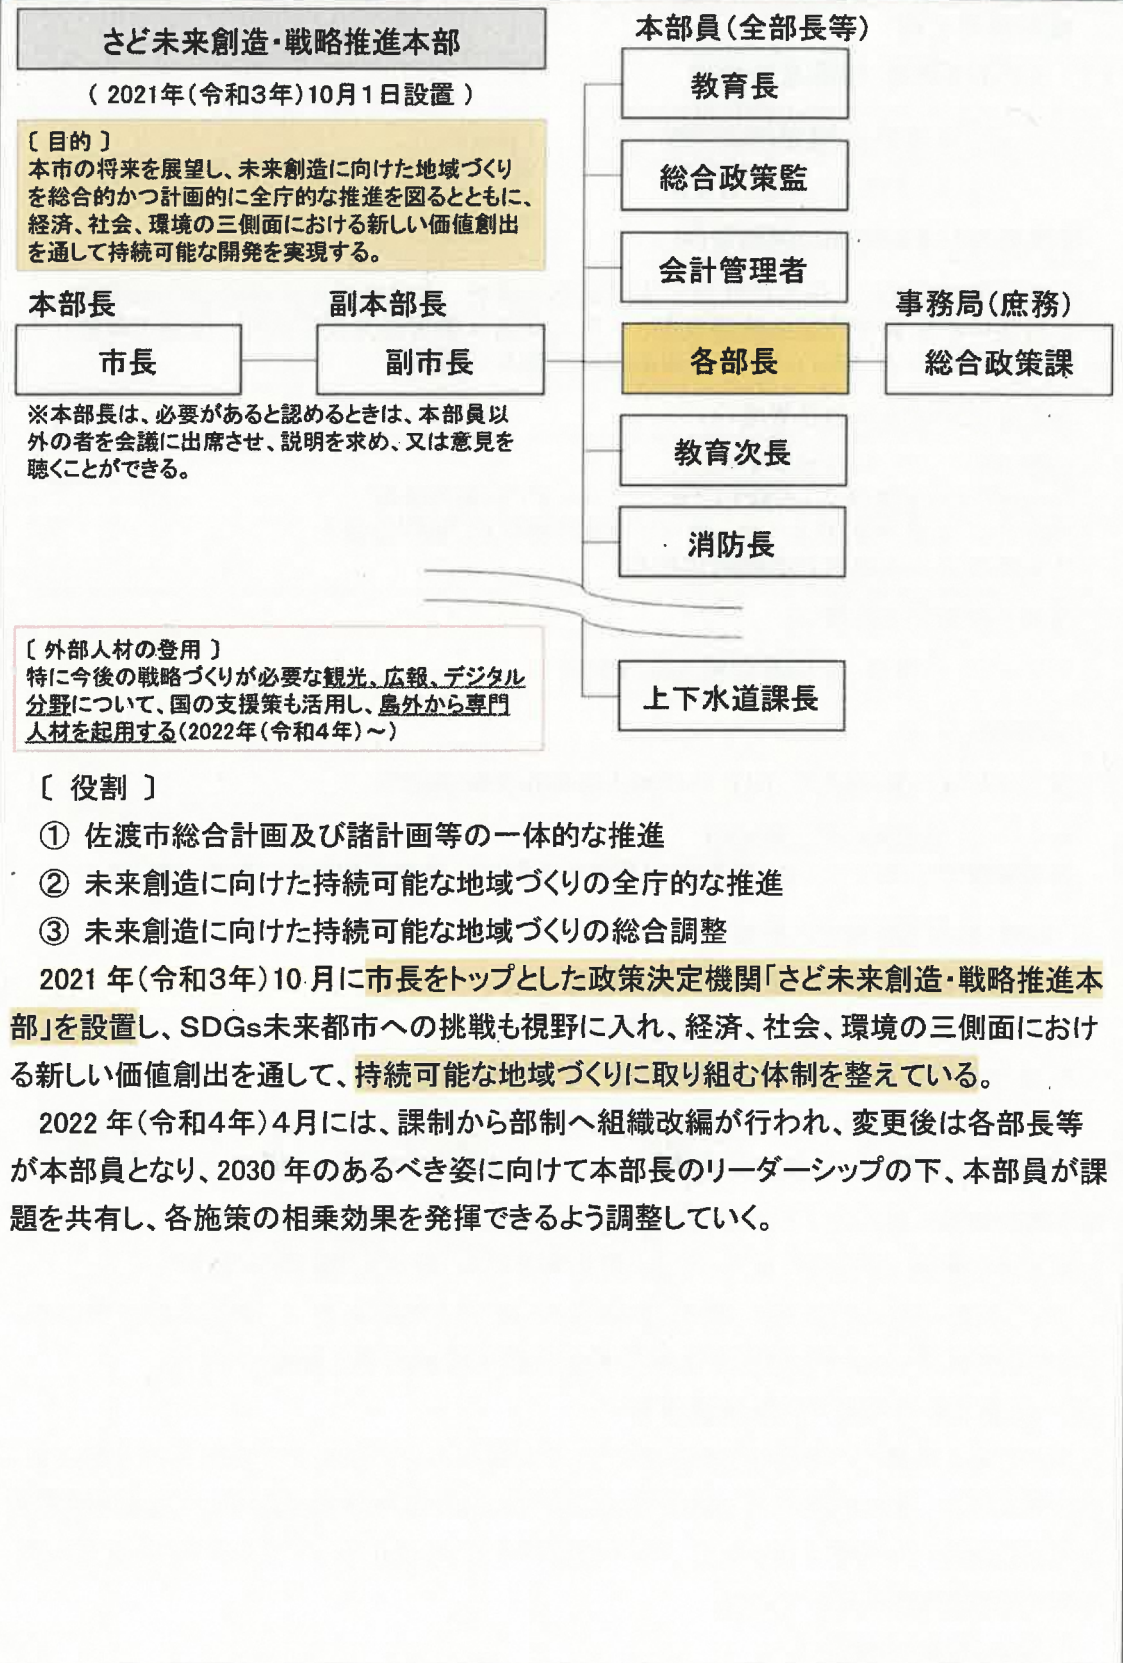 さど未来創造・戦略推進本部
（ 2021年（令和３年）10月１日設置 ）
〔 目的 〕
本市の将来を展望し、未来創造に向けた地域づくり
を総合的かつ計画的に全庁的な推進を図るとともに、
経済、社会、環境の三側面における新しい価値創出
を通して持続可能な開発を実現する。
本部長
市長
副本部長
副市長
※本部長は、必要があると認めるときは、本部員以
外の者を会議に出席させ、説明を求め、又は意見を
聴くことができる。
本部員（全部長等）
教育長
総合政策監
会計管理者
各部長
教育次長
消防長
上下水道課長
事務局（庶務）
総合政策課
〔 外部人材の登用 〕
特に今後の戦略づくりが必要な観光、広報、デジタル
分野について、国の支援策も活用し、島外から専門
人材を起用する（2022年（令和４年）～）
〔 役割 〕
① 佐渡市総合計画及び諸計画等の一体的な推進
② 未来創造に向けた持続可能な地域づくりの全庁的な推進
③ 未来創造に向けた持続可能な地域づくりの総合調整
2021 年（令和３年）10 月に市長をトップとした政策決定機関「さど未来創造・戦略推進本
部」を設置し、ＳＤＧｓ未来都市への挑戦も視野に入れ、経済、社会、環境の三側面におけ
る新しい価値創出を通して、持続可能な地域づくりに取り組む体制を整えている。
2022 年（令和４年）４月には、課制から部制へ組織改編が行われ、変更後は各部長等
が本部員となり、2030 年のあるべき姿に向けて本部長のリーダーシップの下、本部員が課
題を共有し、各施策の相乗効果を発揮できるよう調整していく。